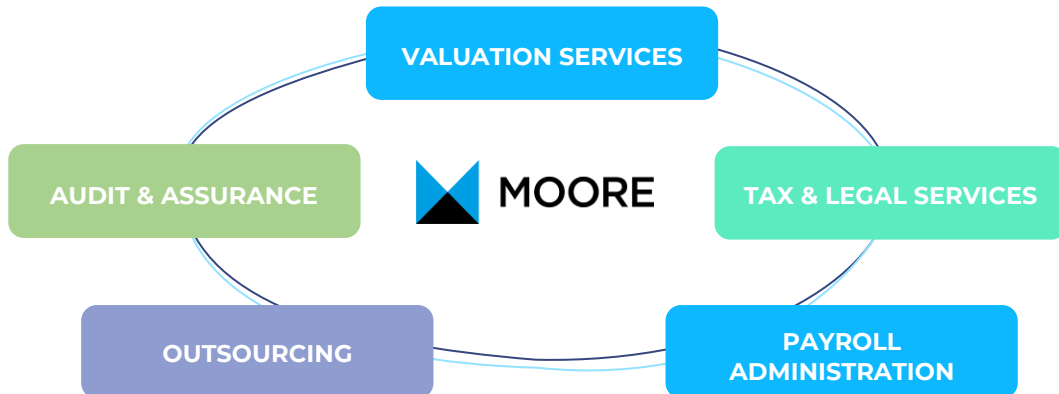 VALUATION SERVICES
AUDIT & ASSURANCE
MOORE
TAX & LEGAL SERVICES
OUTSOURCING
PAYROLL
ADMINISTRATION